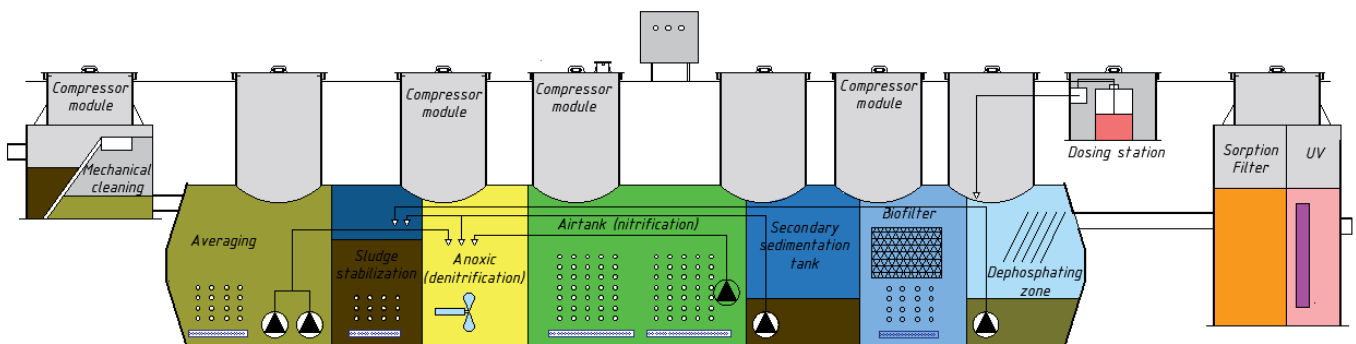 Compressor
module
Mechanical
cleaning
Averaging
Sludge
stabilization
Compressor
module
Anoxic
(denitrification)
Compressor
module
Airtank (nitrification)
Secondary
sedimentation
tank
Compressor
module
Biofilter
Dephosphating
zone
Dosing station
Sorption
Filter
UV